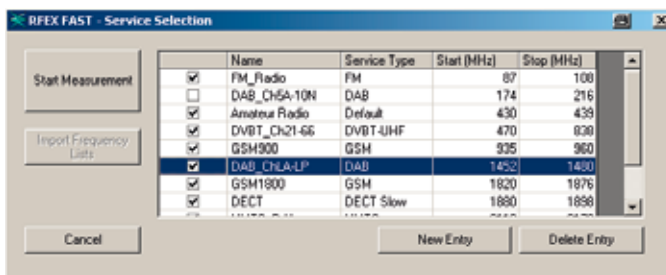 RFEX FAST - Service Selection
Start Measurement
Import Frequency Lists
Cancel
Name Service Type Start (MHz) Stop (MHz)
FM_Radio FM 87 108
DAB_Ch5A-10N DAB 174 216
Amateur Radio Default 430 439
DVBT_Ch21-66 DVBT-UHF 470 838
GSM900 GSM 935 960
DAB_ChLA-LP DAB 1452 1480
GSM1800 GSM 1820 1876
DECT DECT Slow 1880 1898
New Entry Delete Entry